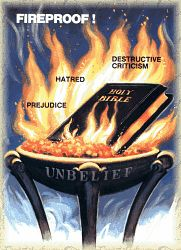 FIREPROOF!
DESTRUCTIVE
CRITICISM
HATRED
HOLY
BIBLE
PREJUDICE
UNBELIEF